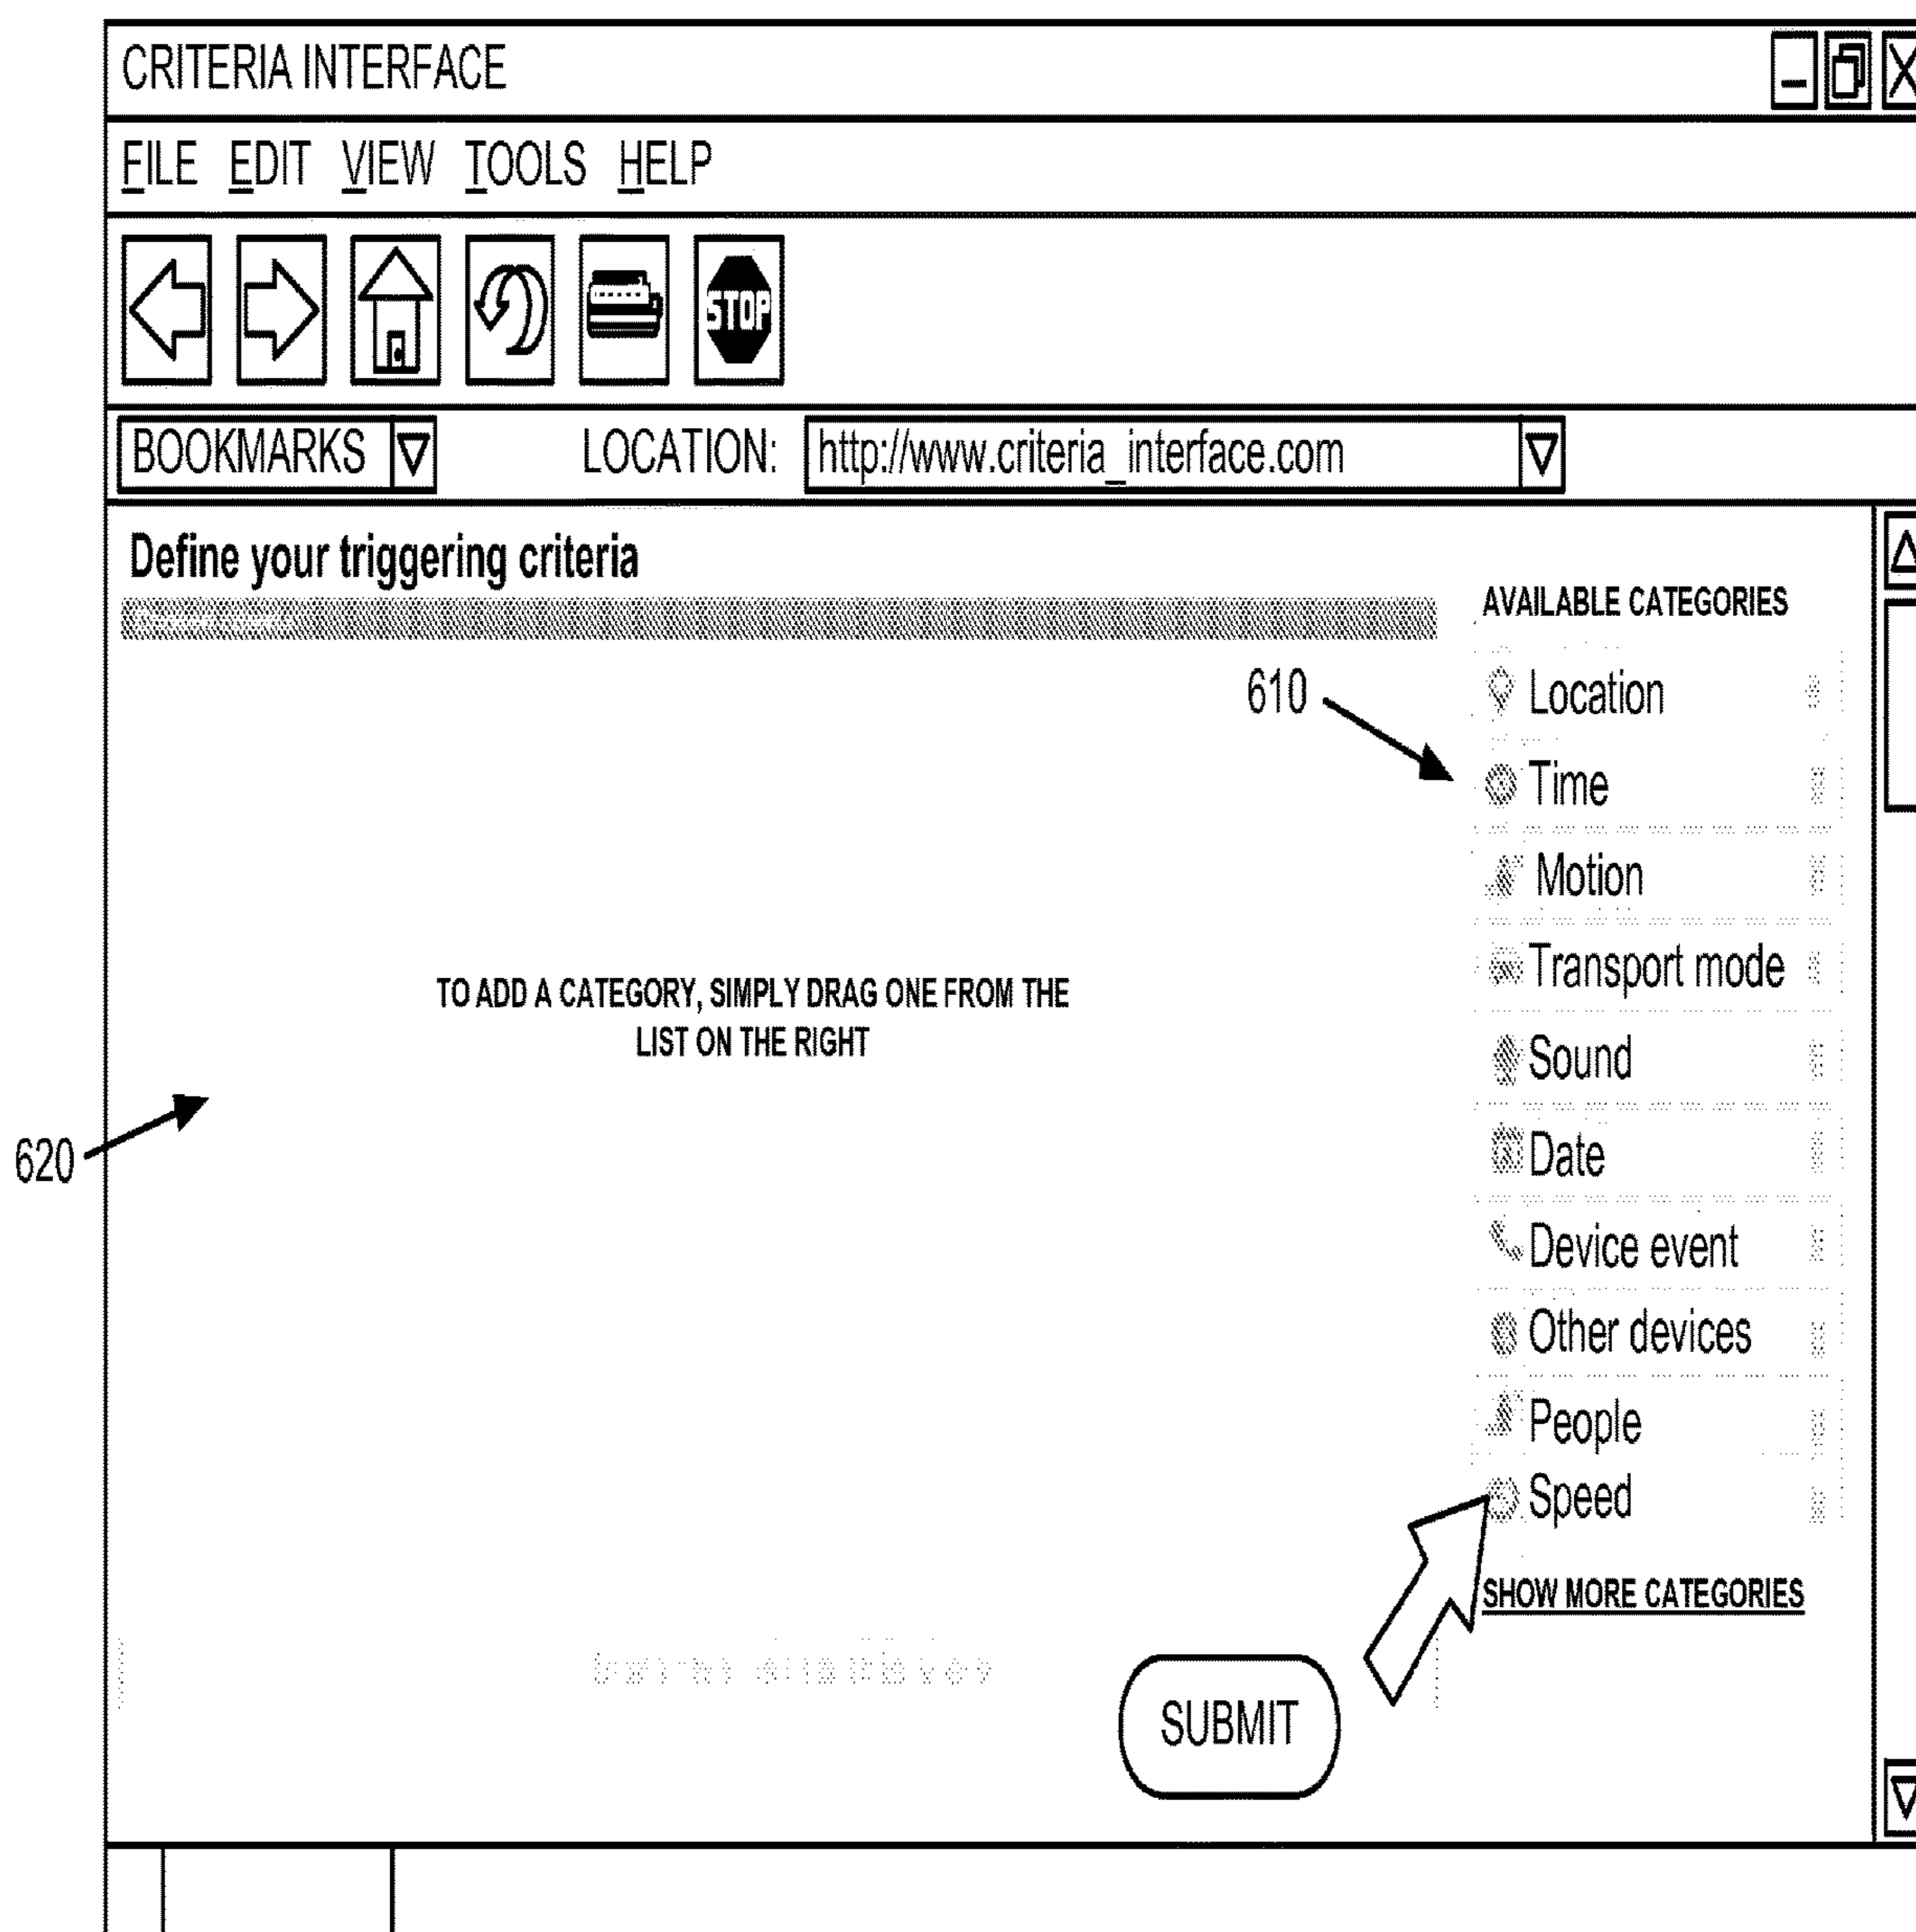 CRITERIA INTERFACE
FILE EDIT VIEW TOOLS HELP
STOP
BOOKMARKS LOCATION: http://www.criteria_interface.com
Define your triggering criteria
AVAILABLE CATEGORIES
610
Location
Time
Motion
Transport mode
TO ADD A CATEGORY, SIMPLY DRAG ONE FROM THE
LIST ON THE RIGHT
Sound
620
Date
Device event
Other devices
People
Speed
SHOW MORE CATEGORIES
SUBMIT